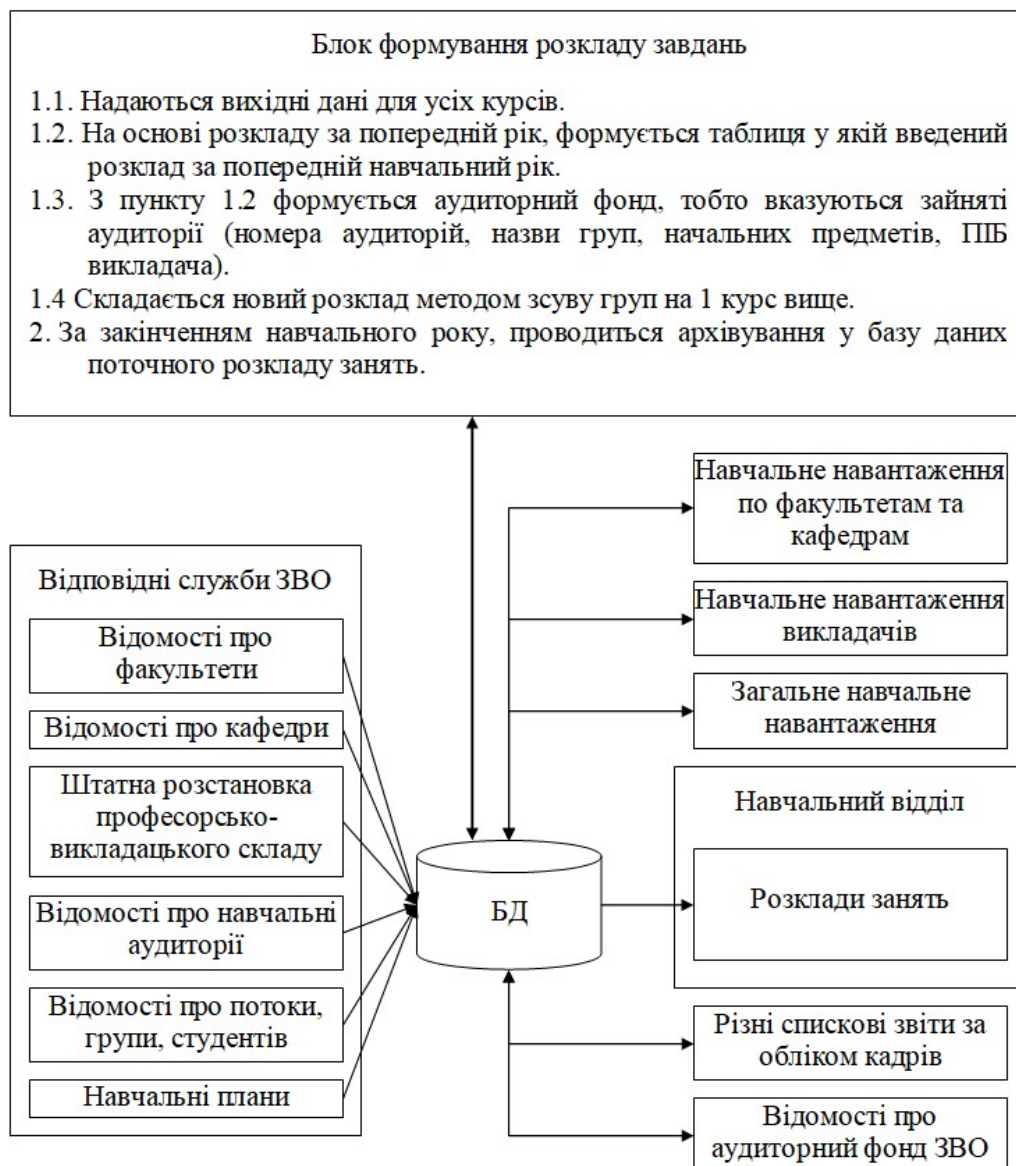 Блок формування розкладу завдань
1.1. Надаються вихідні дані для усіх курсів.
1.2. На основі розкладу за попередній рік, формується таблиця у якій введений
розклад за попередній навчальний рік.
1.3. З пункту 1.2 формується аудиторний фонд, тобто вказуються зайняті
аудиторії (номера аудиторій, назви груп, начальних предметів, ПІБ
викладача).
1.4 Складається новий розклад методом зсуву груп на 1 курс вище.
2. За закінченням навчального року, проводиться архівування у базу даних
поточного розкладу занять.
Відповідні служби ЗВО
Відомості про
факультети
Відомості про кафедри
Штатна розстановка
професорсько-
викладацького складу
Відомості про навчальні
аудиторії
Відомості про потоки,
групи, студентів
Навчальні плани
БД
Навчальне навантаження
по факультетам та
кафедрам
Навчальне навантаження
викладачів
Загальне навчальне
навантаження
Навчальний відділ
Розклади занять
Різні спискові звіти за
обліком кадрів
Відомості про
аудиторний фонд ЗВО